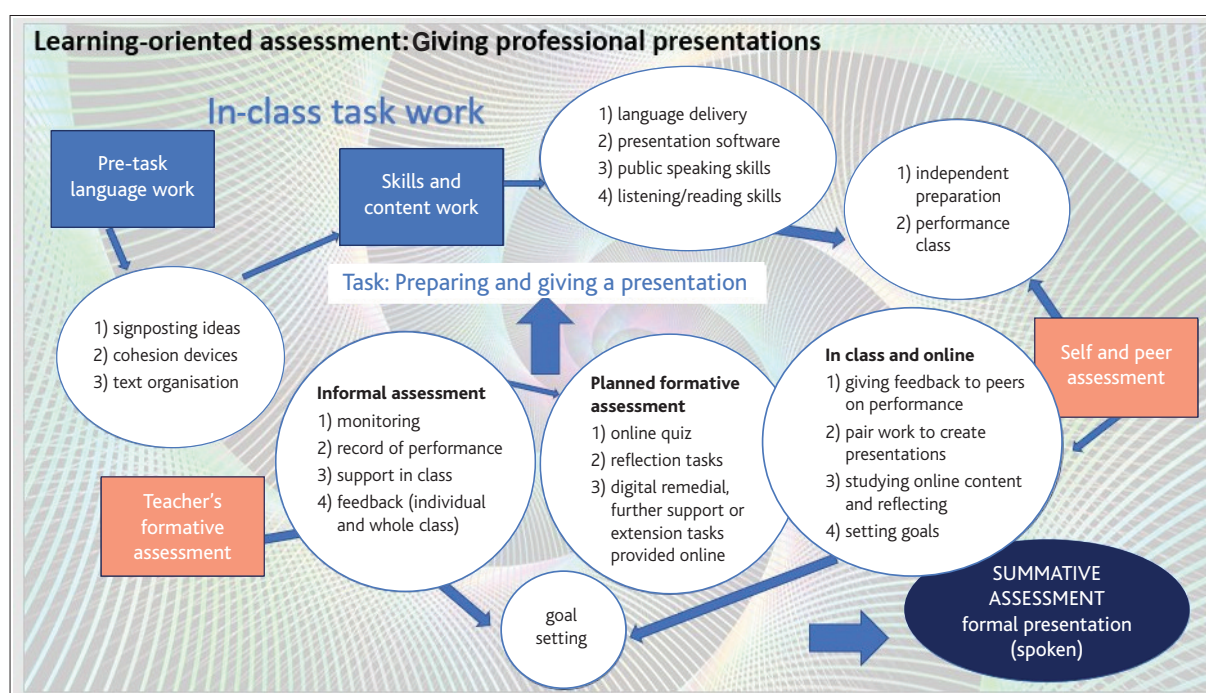 Learning-oriented assessment: Giving professional presentations
In-class task work
Pre-task
language work
Skills and
content work
1) language delivery
2) presentation software
3) public speaking skills
4) listening/reading skills
1) independent
preparation
2) performance
class
Task: Preparing and giving a presentation
1) signposting ideas
2) cohesion devices
3) text organisation
Informal assessment
1) monitoring
2) record of performance
3) support in class
4) feedback (individual
and whole class)
Planned formative
assessment
1) online quiz
2) reflection tasks
3) digital remedial,
further support or
extension tasks
provided online
In class and online
1) giving feedback to peers
on performance
2) pair work to create
presentations
3) studying online content
and reflecting
4) setting goals
Self and peer
assessment
Teacher's
formative
assessment
goal
setting
SUMMATIVE
ASSESSMENT
formal presentation
(spoken)